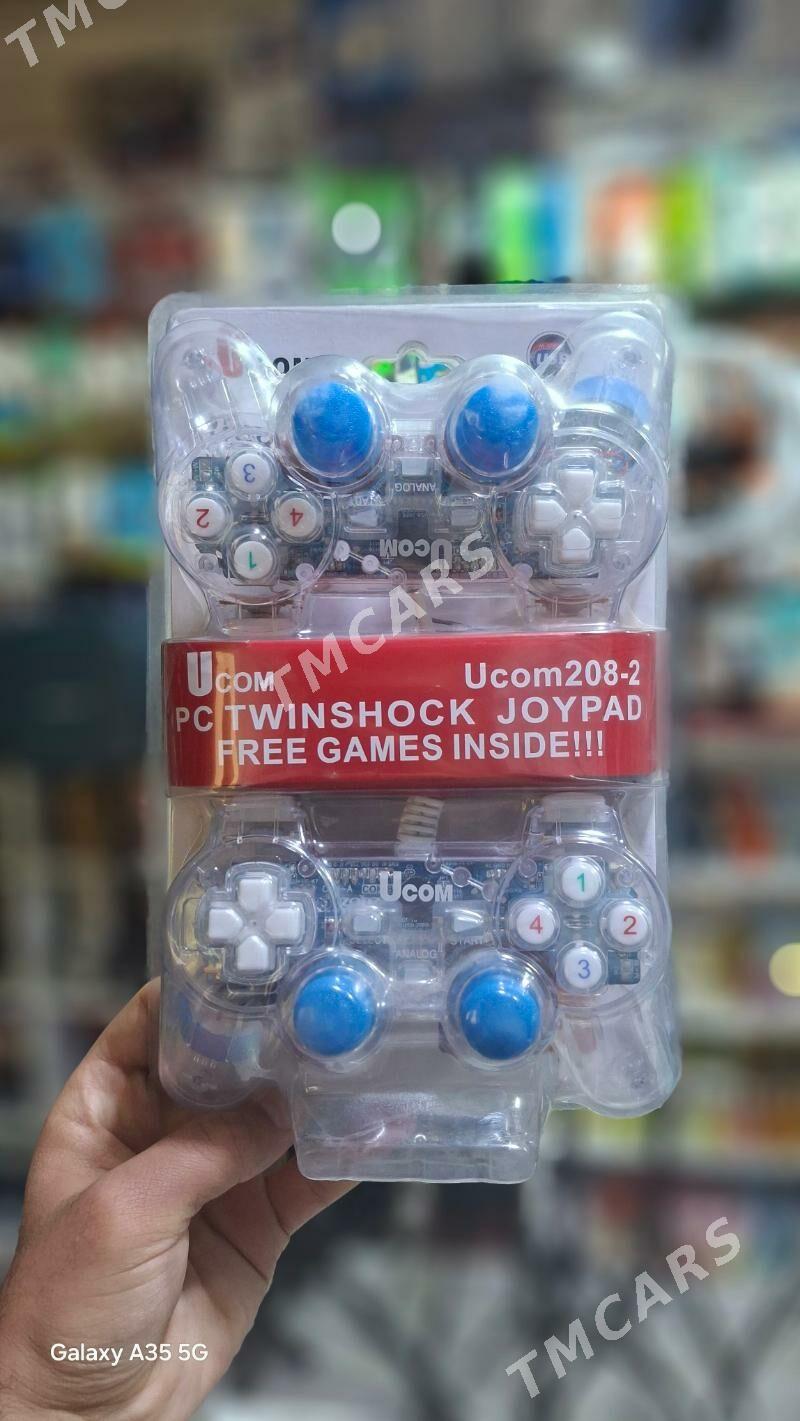 TMC
3
2
4
1
ANALOG
UCOM
TMCARS
UCOM
Ucom208-2
PC TWINSHOCK JOYPAD
FREE GAMES INSIDE!!!
UCOM
1
4
2
3
SELECT
START
ANALOG
TMCARS
Galaxy A35 5G